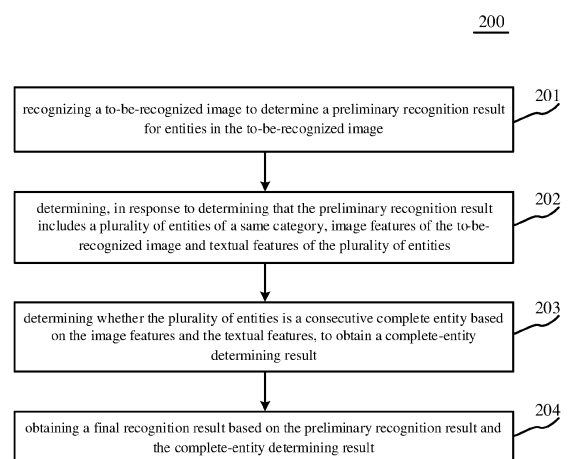 200
201
recognizing a to-be-recognized image to determine a preliminary recognition result
for entities in the to-be-recognized image
202
determining, in response to determining that the preliminary recognition result
includes a plurality of entities of a same category, image features of the to-be-
recognized image and textual features of the plurality of entities
203
determining whether the plurality of entities is a consecutive complete entity based
on the image features and the textual features, to obtain a complete-entity
determining result
204
obtaining a final recognition result based on the preliminary recognition result and
the complete-entity determining result